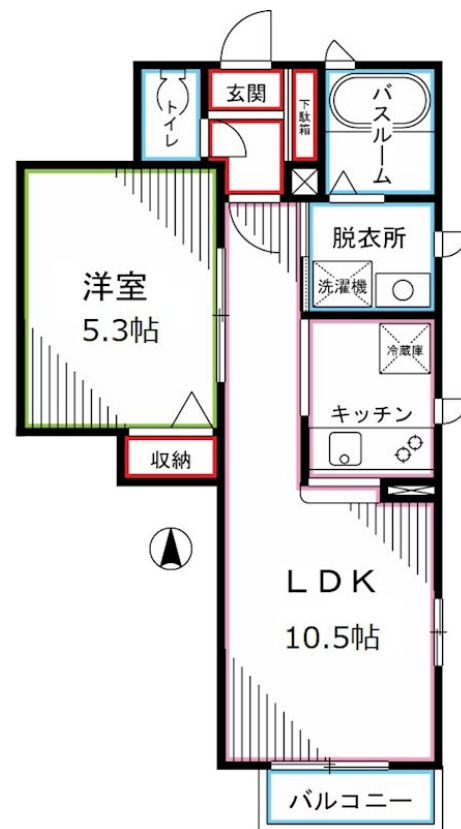 玄関
下駄箱
トイレ
バスルーム
脱衣所
洗濯機
洋室
5.3帖
冷蔵庫
キッチン
収納
LDK
10.5帖
バルコニー